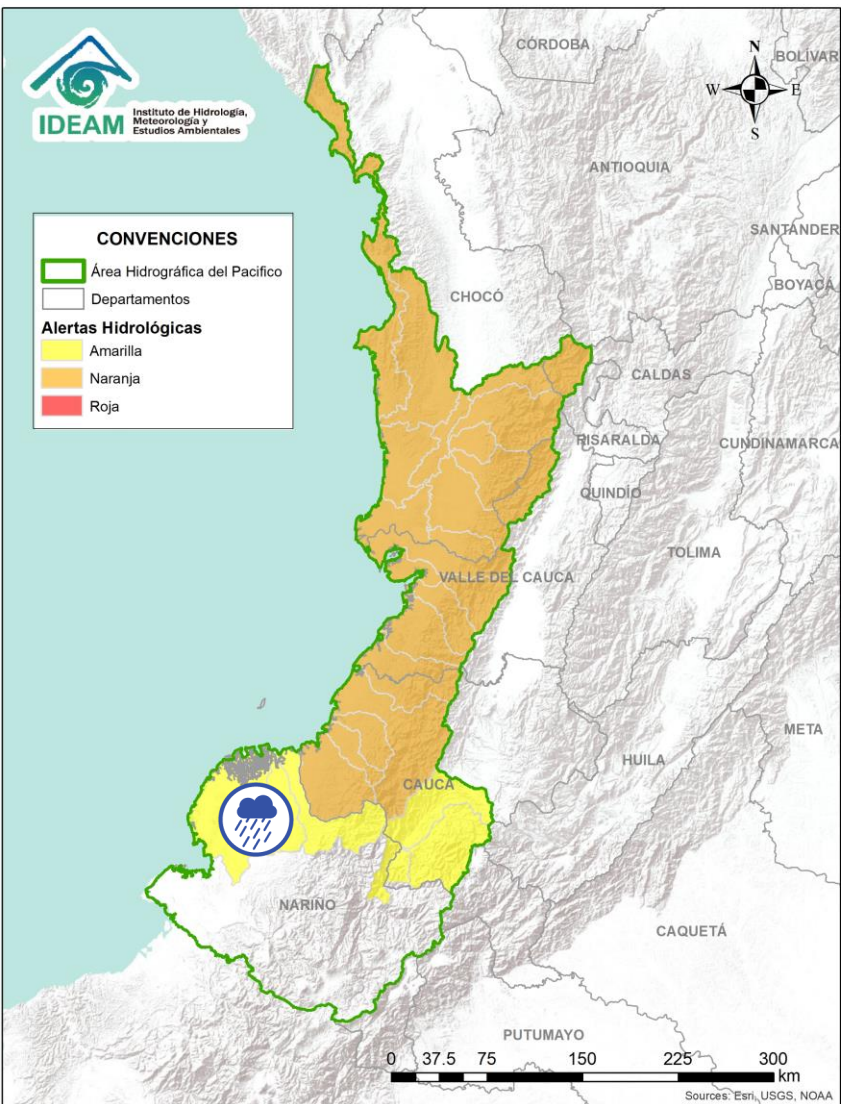 IDEAM
Instituto de Hidrología,
Meteorología y
Estudios Ambientales
N
W
E
S
CONVENCIONES
Área Hidrográfica del Pacifico
Departamentos
Alertas Hidrológicas
Amarilla
Naranja
Roja
CÓRDOBA
BOLÍVAR
ANTIOQUIA
SANTANDER
BOYACÁ
CHOCÓ
CALDAS
RISARALDA
CUNDINAMARCA
QUINDÍO
TOLIMA
VALLE DEL CAUCA
META
HUILA
CAUCA
NARIÑO
CAQUETÁ
PUTUMAYO
0 37.5 75 150 225 300
km
Sources: Esri, USGS, NOAA